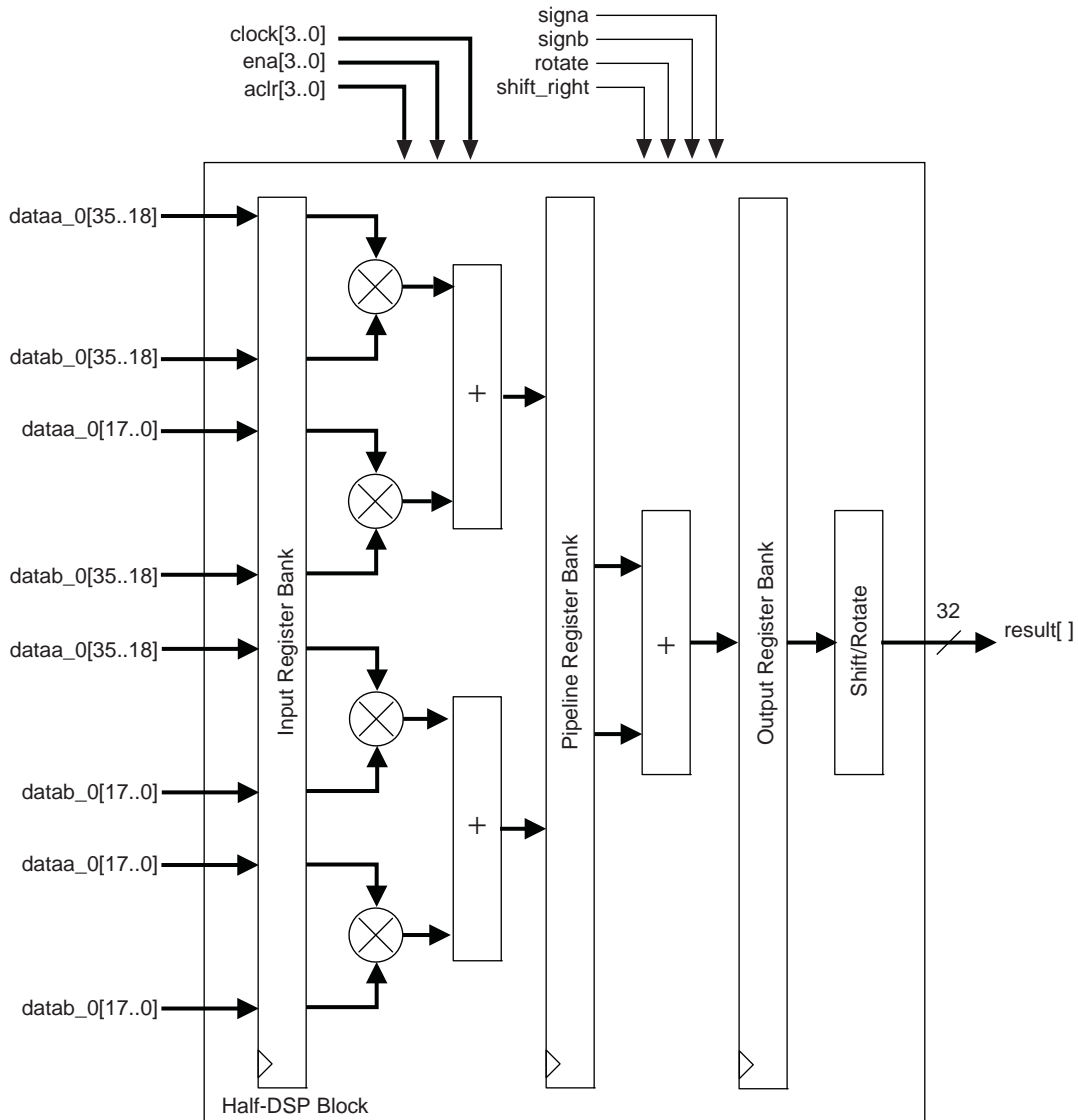 signa
signb
rotate
shift_right
clock[3..0]
ena[3..0]
aclr[3..0]
dataa_0[35..18]
datab_0[35..18]
dataa_0[17..0]
datab_0[35..18]
dataa_0[35..18]
datab_0[17..0]
dataa_0[17..0]
datab_0[17..0]
Input Register Bank
+
+
Pipeline Register Bank
+
Output Register Bank
Shift/Rotate
32
result[ ]
Half-DSP Block